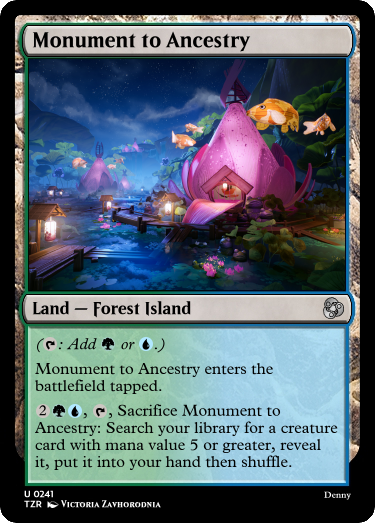 Monument to Ancestry
Land — Forest Island
(: Add or .)
Monument to Ancestry enters the
battlefield tapped.
2, , Sacrifice Monument to
Ancestry: Search your library for a creature
card with mana value 5 or greater, reveal
it, put it into your hand then shuffle.
U 0241
Denny
TZR Victoria Zavhorodnia